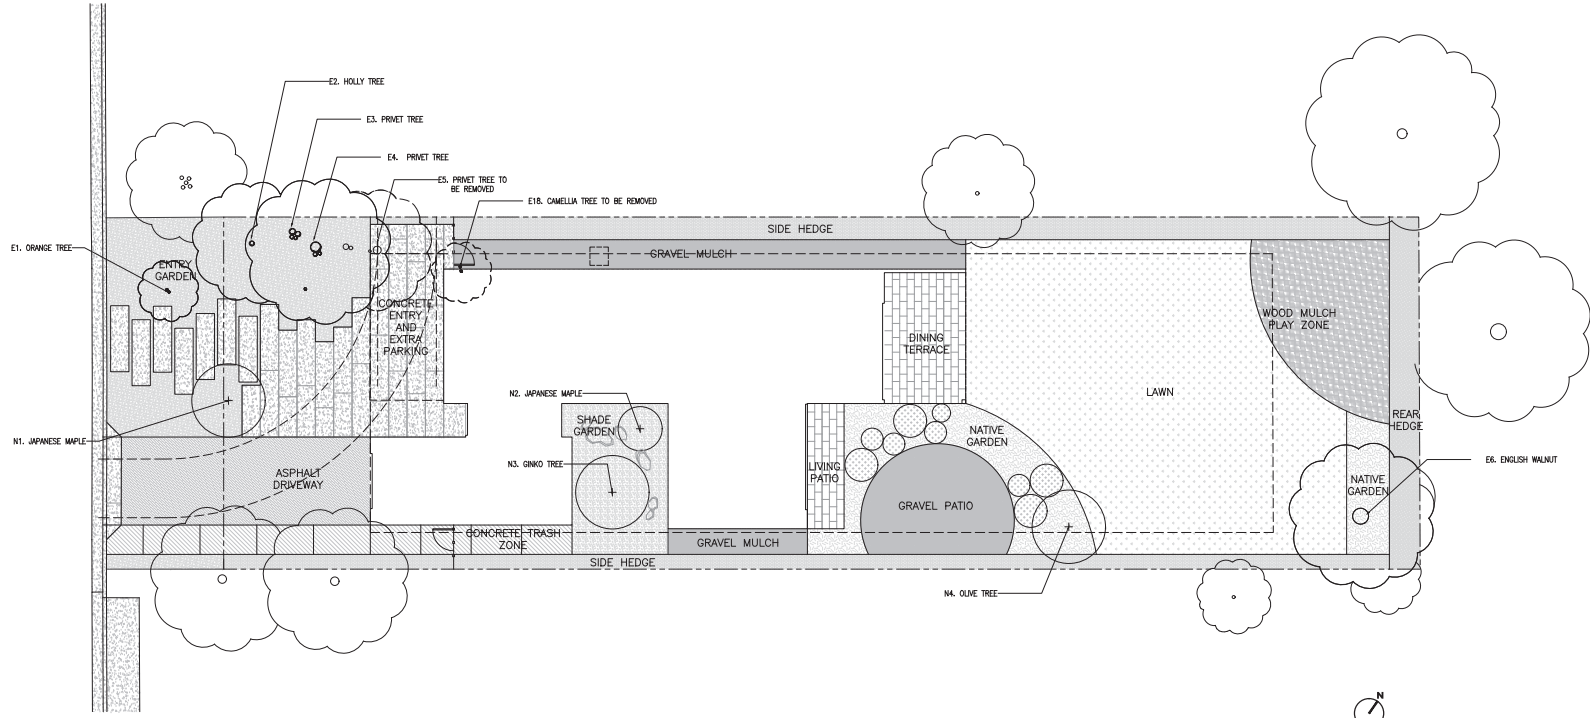 E2. HOLLY TREE
E3. PRIVET TREE
E4. PRIVET TREE
E5. PRIVET TREE TO
BE REMOVED
E18. CAMELLIA TREE TO BE REMOVED
E1. ORANGE TREE
ENTRY
GARDEN
SIDE HEDGE
GRAVEL MULCH
CONCRETE
ENTRY
AND
EXTRA
PARKING
WOOD MULCH
PLAY ZONE
DINING
TERRACE
LAWN
N2. JAPANESE MAPLE
SHADE
GARDEN
NATIVE
GARDEN
REAR
HEDGE
N1. JAPANESE MAPLE
N3. GINKO TREE
E6. ENGLISH WALNUT
ASPHALT
DRIVEWAY
LIVING
PATIO
NATIVE
GARDEN
GRAVEL PATIO
CONCRETE TRASH
ZONE
GRAVEL MULCH
SIDE HEDGE
N4. OLIVE TREE
N